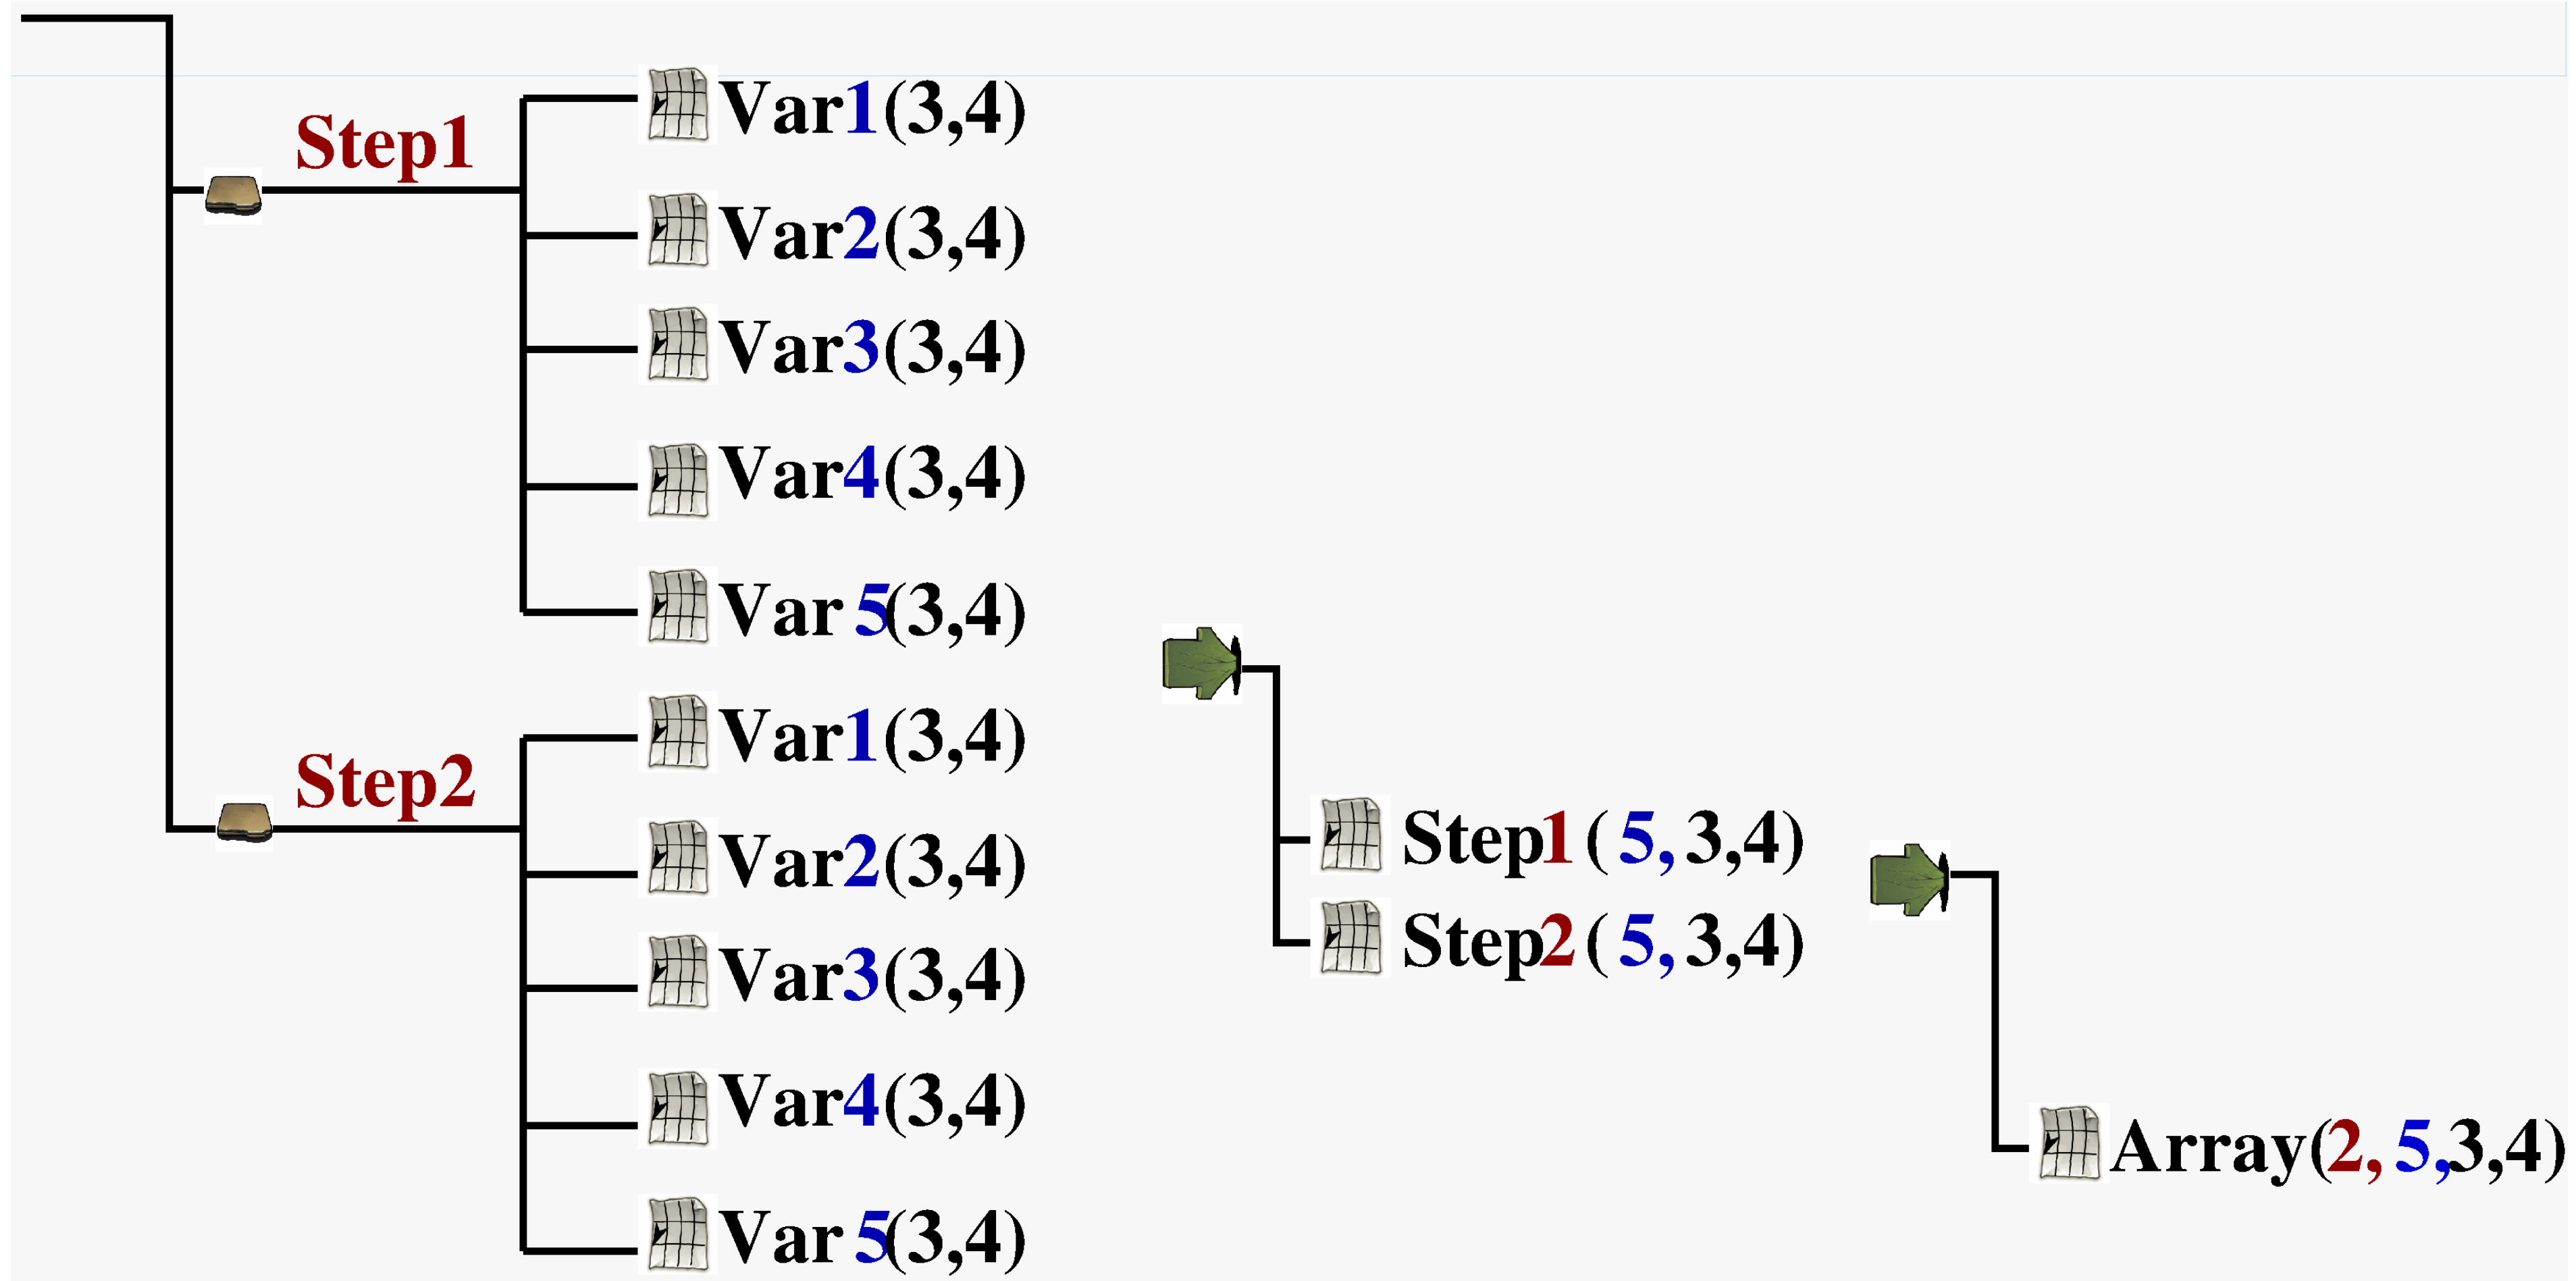 Step1
Var1(3,4)
Var2(3,4)
Var3(3,4)
Var4(3,4)
Var 5(3,4)
Step2
Var1(3,4)
Var2(3,4)
Var3(3,4)
Var4(3,4)
Var 5(3,4)
Step1 ( 5, 3,4)
Step2 ( 5, 3,4)
Array(2, 5,3,4)